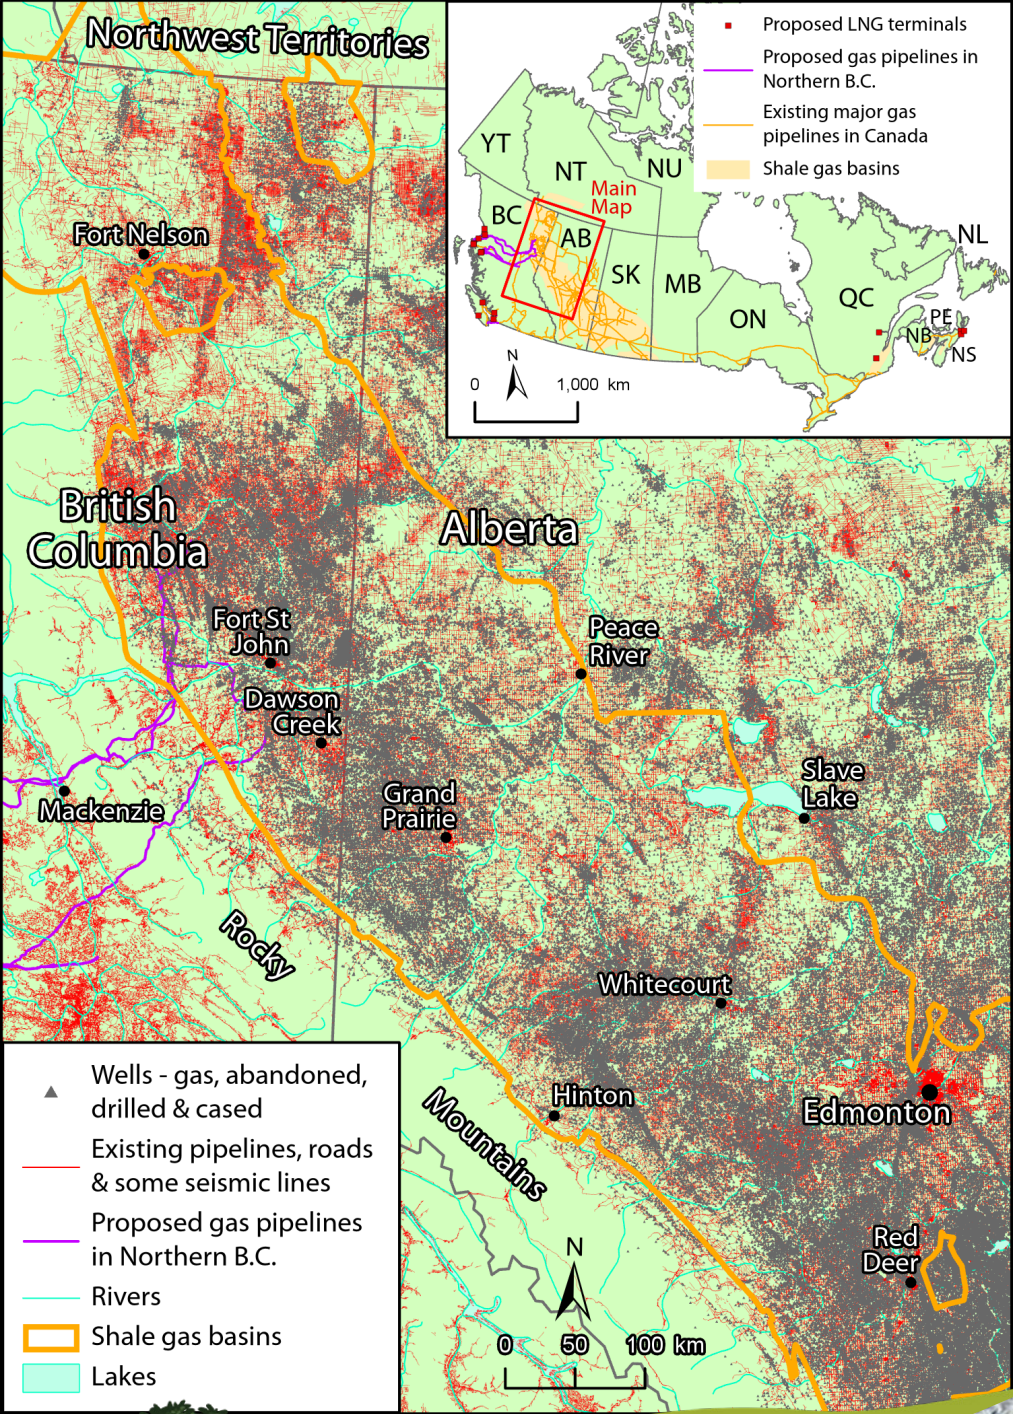 Northwest Territories
Fort Nelson
British
Columbia
Alberta
Fort St
John
Dawson
Creek
Peace
River
Mackenzie
Grand
Prairie
Slave
Lake
Rocky
Mountains
Whitecourt
Hinton
Edmonton
Red
Deer
N
0 50 100 km
Proposed LNG terminals
Proposed gas pipelines in
Northern B.C.
Existing major gas
pipelines in Canada
Shale gas basins
YT
NT
NU
Main
Map
BC
AB
SK
MB
ON
QC
NL
PE
NB
NS
N
0 1,000 km
Wells - gas, abandoned,
drilled & cased
Existing pipelines, roads
& some seismic lines
Proposed gas pipelines
in Northern B.C.
Rivers
Shale gas basins
Lakes